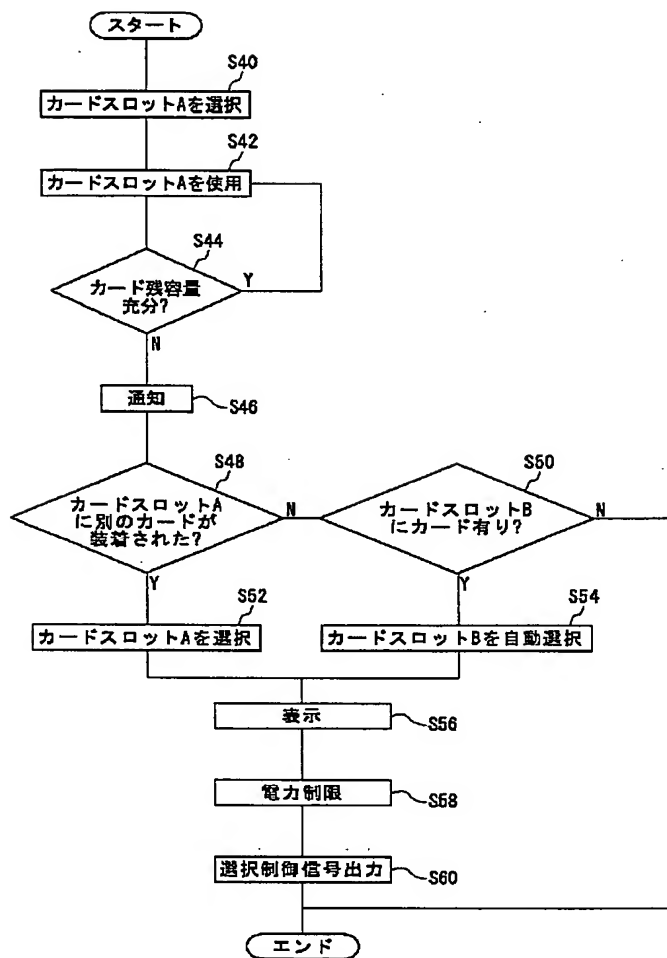 スタート
S40
カードスロットAを選択
S42
カードスロットAを使用
S44
カード残容量
充分?
Y
N
通知
S46
S48
カードスロットA
に別のカードが
装着された?
N
Y
S50
カードスロットB
にカード有り?
N
Y
S52
カードスロットAを選択
S54
カードスロットBを自動選択
表示
S56
電力制限
S58
選択制御信号出力
S60
エンド